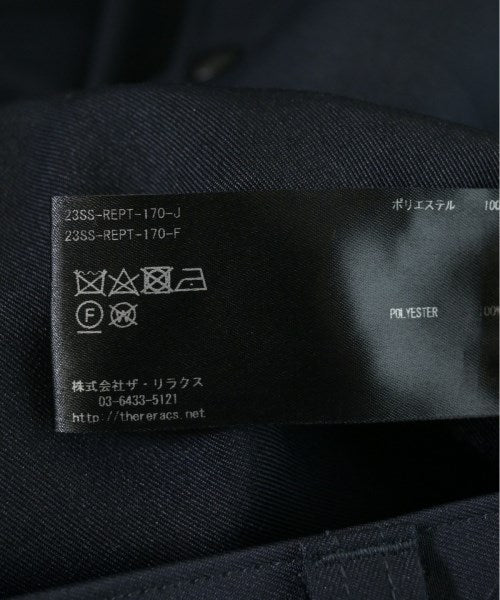 23SS-REPT-170-J
23SS-REPT-170-F
ポリエステル 100
POLYESTER
F
W
株式会社ザ・リラクス
03-6433-5121
http://thereracs.net